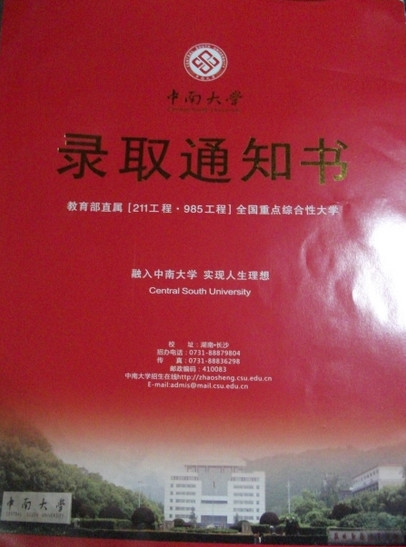 中南大学
录取通知书
教育部直属［211工程·985工程］全国重点综合性大学
融入中南大学 实现人生理想
Central South University
校 址：湖南•长沙
招办电话：0731-88879804
传 真：0731-88836298
邮政编码：410083
中南大学招生在线http://zhaosheng.csu.edu.cn
E-mail:admis@mail.csu.edu.cn
中南大学